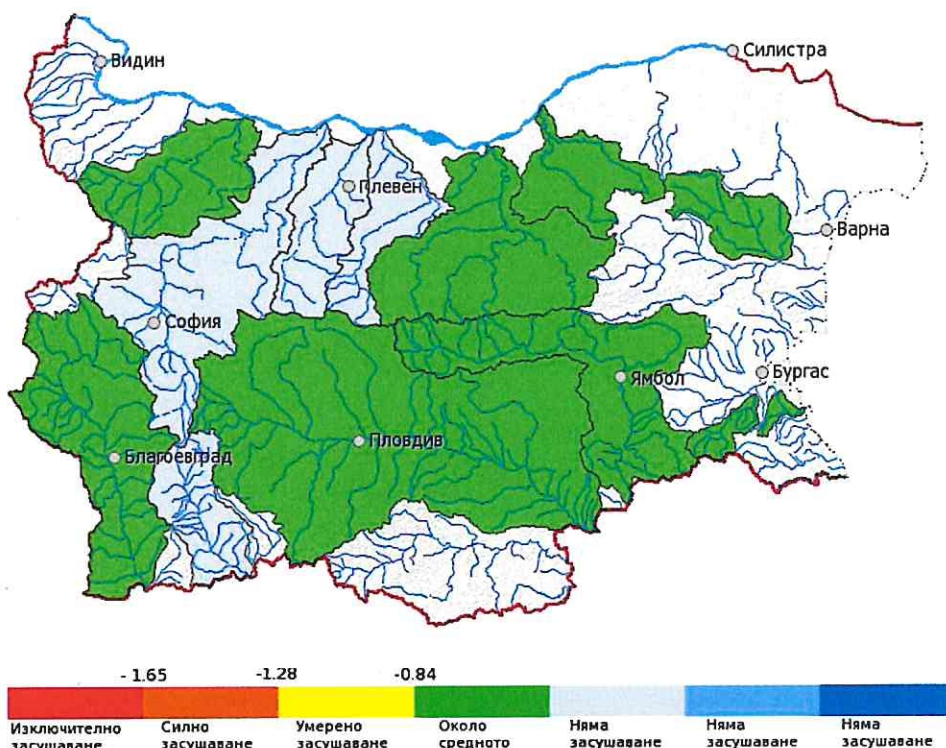 Видин
Силистра
Плевен
Варна
София
Ямбол
Бургас
Пловдив
Благоевград
- 1.65 -1.28 -0.84
Изключително засушаване
Силно засушаване
Умерено засушаване
Около средното
Няма засушаване
Няма засушаване
Няма засушаване